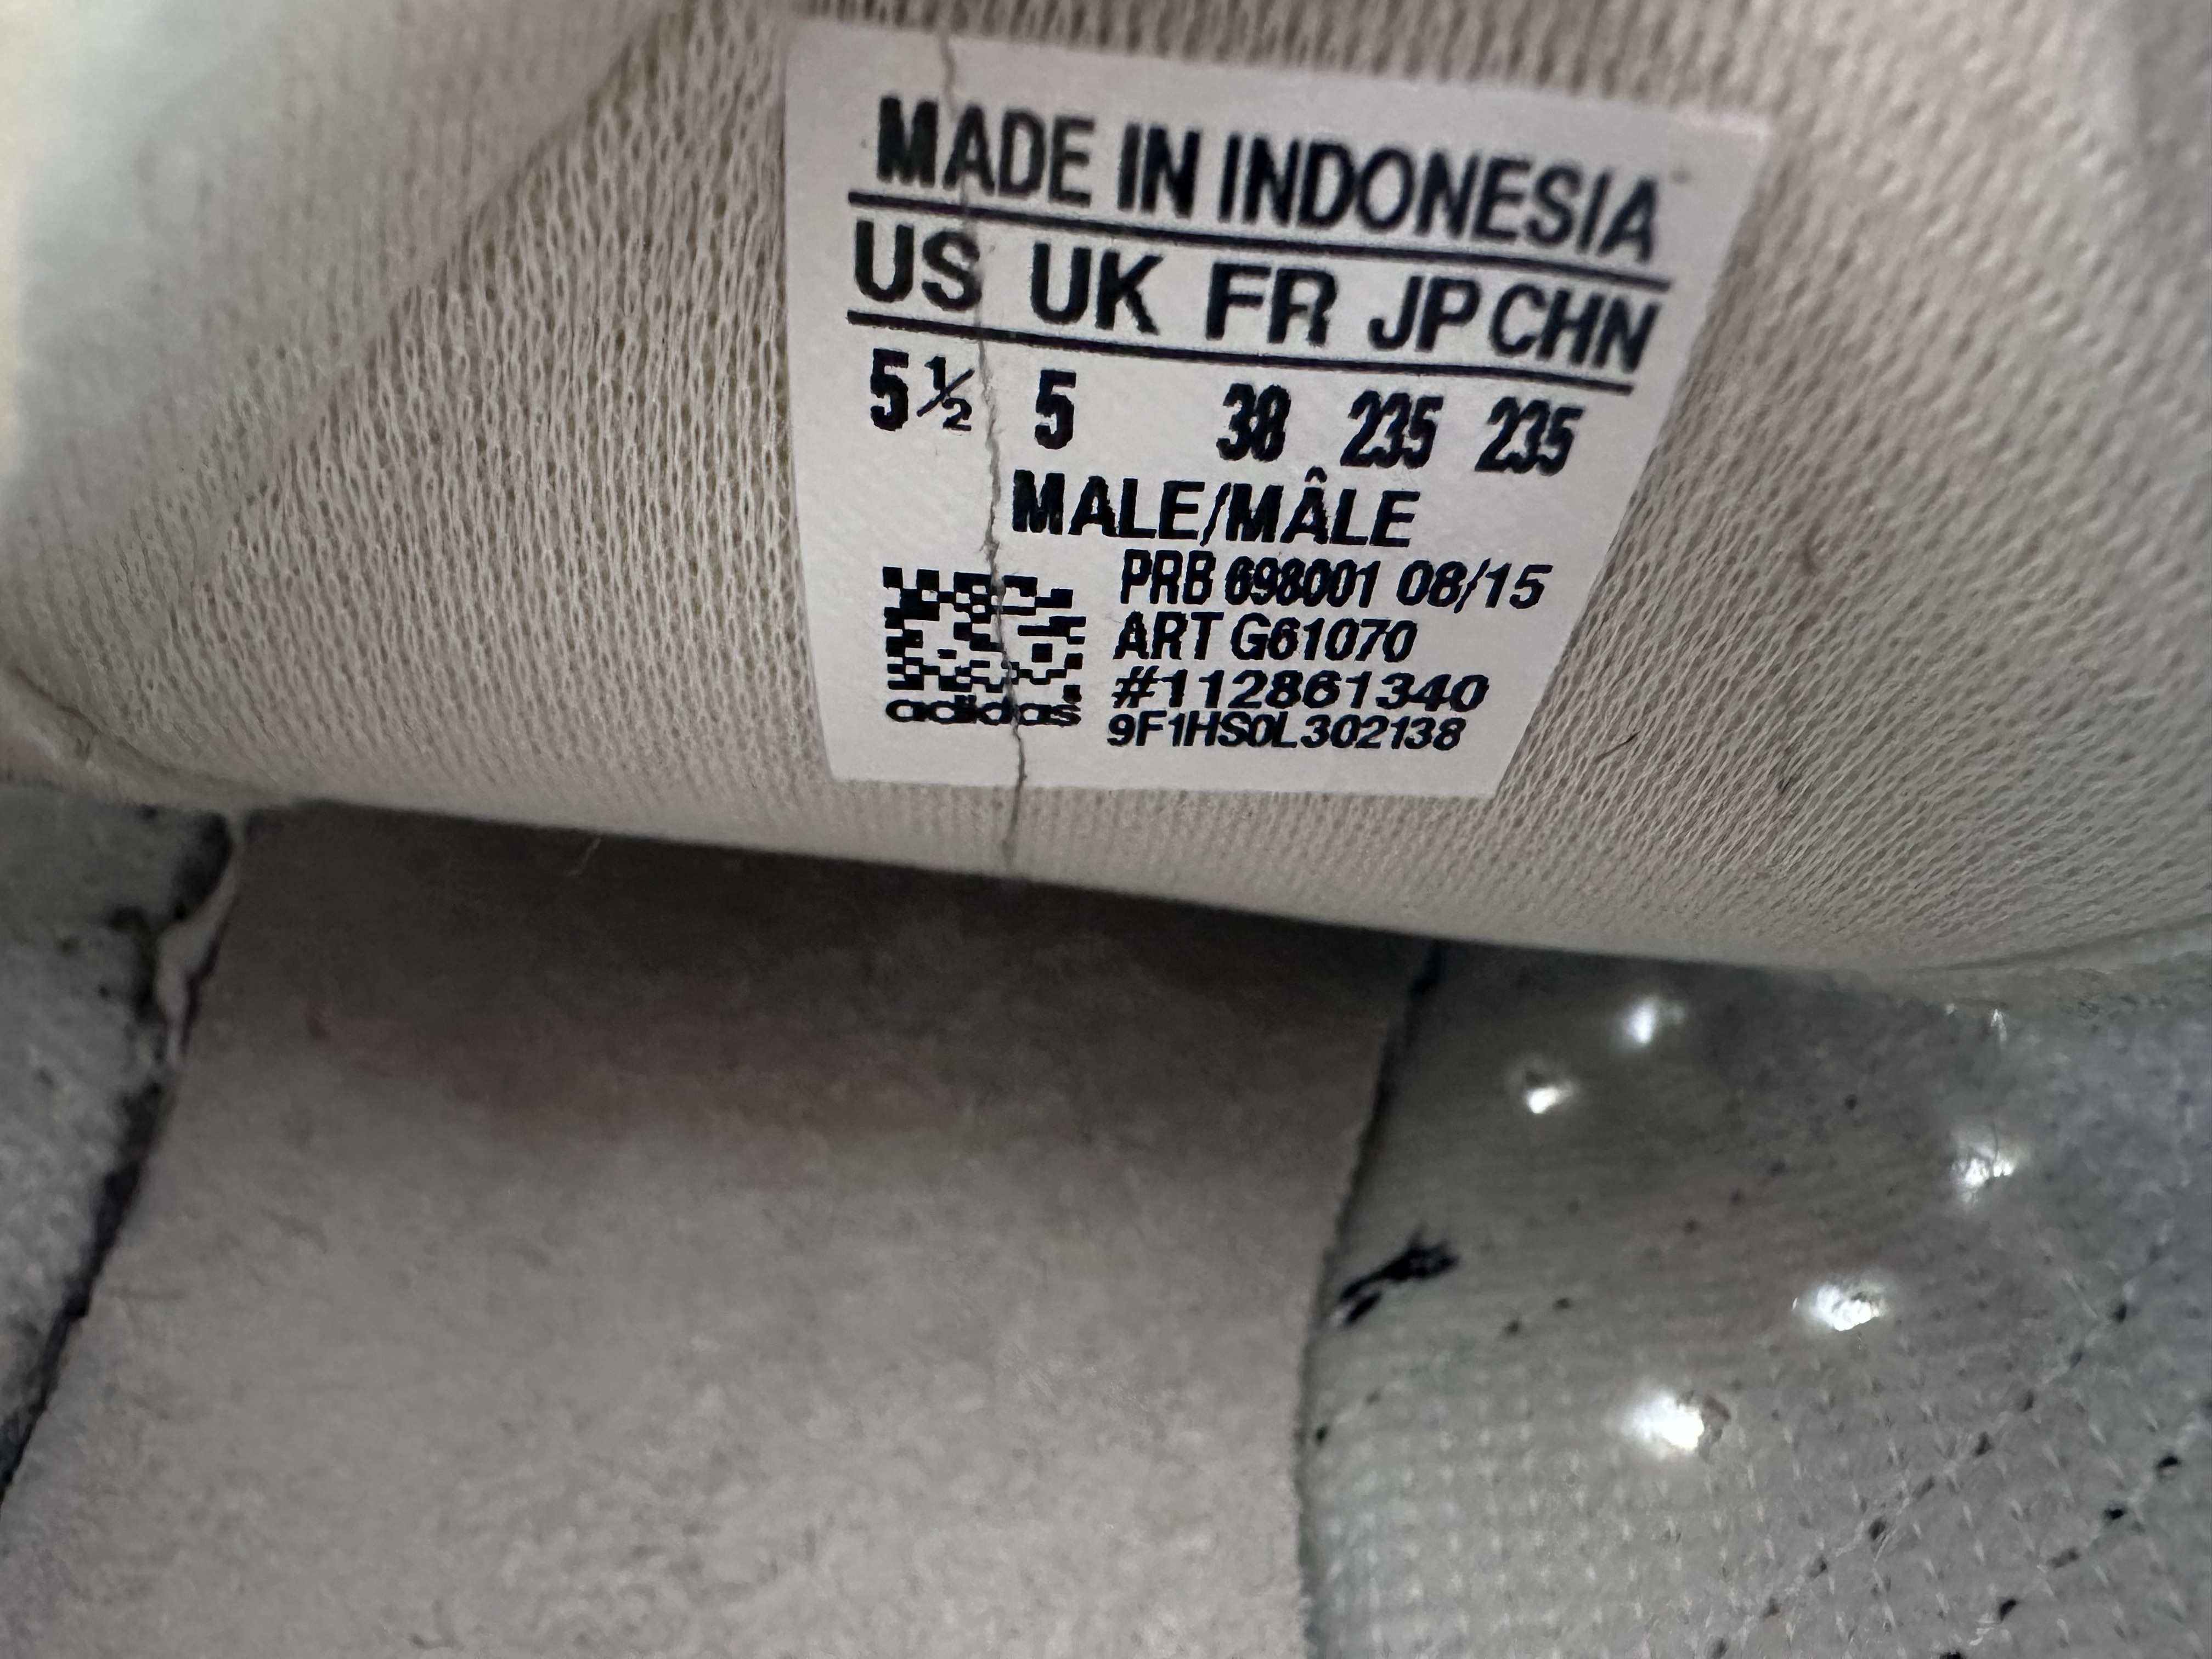 MADE IN INDONESIA
US UK FR JP CHN
5½ 5 38 235 235
MALE/MÂLE
PRB 698001 08/15
ART G61070
#112861340
adidas
9F1HS0L302138